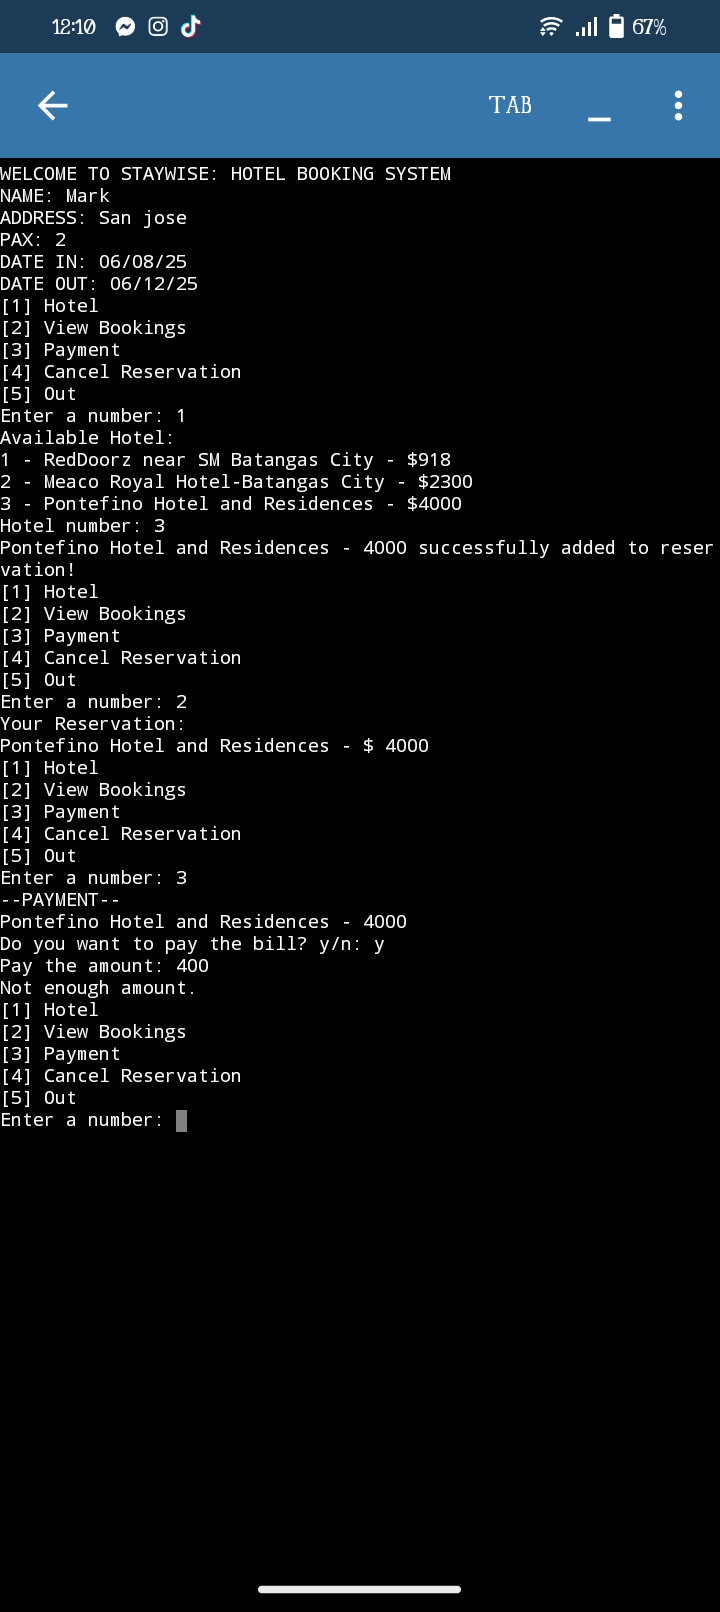 12:10 67%
TAB
WELCOME TO STAYWISE: HOTEL BOOKING SYSTEM
NAME: Mark
ADDRESS: San jose
PAX: 2
DATE IN: 06/08/25
DATE OUT: 06/12/25
[1] Hotel
[2] View Bookings
[3] Payment
[4] Cancel Reservation
[5] Out
Enter a number: 1
Available Hotel:
1 - RedDoorz near SM Batangas City - $918
2 - Meaco Royal Hotel-Batangas City - $2300
3 - Pontefino Hotel and Residences - $4000
Hotel number: 3
Pontefino Hotel and Residences - 4000 successfully added to reser
vation!
[1] Hotel
[2] View Bookings
[3] Payment
[4] Cancel Reservation
[5] Out
Enter a number: 2
Your Reservation:
Pontefino Hotel and Residences - $ 4000
[1] Hotel
[2] View Bookings
[3] Payment
[4] Cancel Reservation
[5] Out
Enter a number: 3
--PAYMENT--
Pontefino Hotel and Residences - 4000
Do you want to pay the bill? y/n: y
Pay the amount: 400
Not enough amount.
[1] Hotel
[2] View Bookings
[3] Payment
[4] Cancel Reservation
[5] Out
Enter a number: